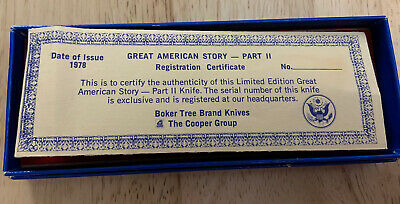 Date of Issue
1978
GREAT AMERICAN STORY — PART II
Registration Certificate No.
This is to certify the authenticity of this Limited Edition Great
American Story — Part II Knife. The serial number of this knife
is exclusive and is registered at our headquarters.
Boker Tree Brand Knives
& The Cooper Group